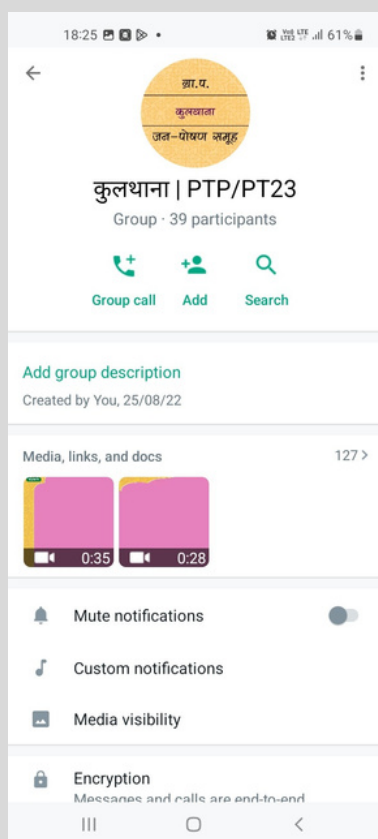 18:25
61%
ग्रा.प.
कुलथाना
जन-पोषण समूह
कुलथाना | PTP/PT23
Group · 39 participants
Group call Add Search
Add group description
Created by You, 25/08/22
Media, links, and docs 127 >
0:35 0:28
Mute notifications
Custom notifications
Media visibility
Encryption
Messages and calls are end-to-end